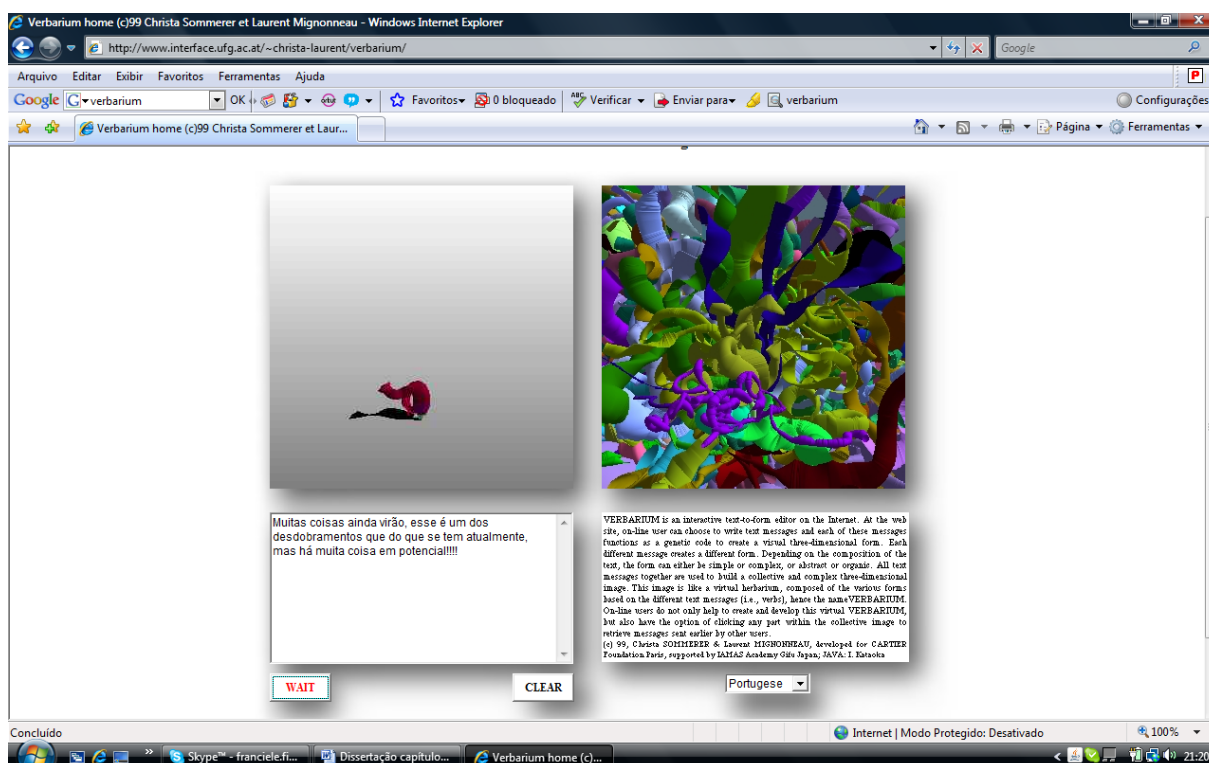 Verbarium home (c)99 Christa Sommerer et Laurent Mignonneau - Windows Internet Explorer
http://www.interface.ufg.ac.at/~christa-laurent/verbarium/
Google
Arquivo Editar Exibir Favoritos Ferramentas Ajuda
Google G verbarium OK Favoritos 0 bloqueado ABC Verificar Enviar para verbarium Configurações
Verbarium home (c)99 Christa Sommerer et Laur... Página Ferramentas
Muitas coisas ainda virão, esse é um dos
desdobramentos que do que se tem atualmente,
mas há muita coisa em potencial!!!!
VERBARIUM is an interactive text-to-form editor on the Internet. At the web
site, on-line user can choose to write text messages and each of these messages
functions as a genetic code to create a visual three-dimensional form. Each
different message creates a different form. Depending on the composition of the
text, the form can either be simple or complex, or abstract or organic. All text
messages together are used to build a collective and complex three-dimensional
image. This image is like a virtual herbarium, composed of the various forms
based on the different text messages (i.e., verbs), hence the nameVERBARIUM.
On-line users do not only help to create and develop this virtual VERBARIUM,
but also have the option of clicking any part within the collective image to
retrieve messages sent earlier by other users.
(c) 99, Christa SOMMERER & Laurent MIGNONNEAU, developed for CARTIER
Foundation Paris, supported by IAMAS Academy Gifu Japan; JAVA: I. Kataoka
WAIT CLEAR Portugese
Concluído Internet | Modo Protegido: Desativado 100%
Skype™ - franciele.fi... Dissertação capítulo... Verbarium home (c)... 21:20